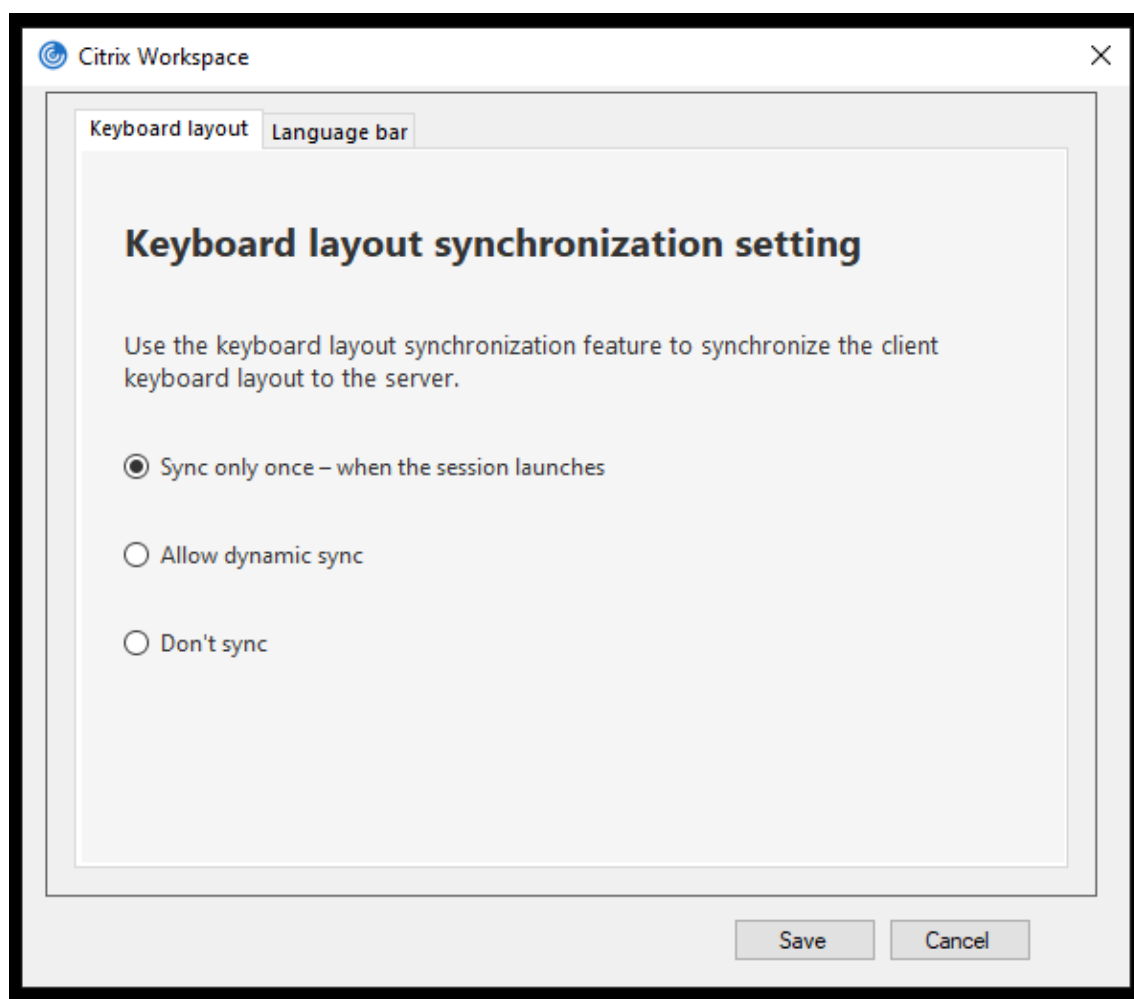 Citrix Workspace
Keyboard layout
Language bar
Keyboard layout synchronization setting
Use the keyboard layout synchronization feature to synchronize the client
keyboard layout to the server.
Sync only once – when the session launches
Allow dynamic sync
Don't sync
Save
Cancel